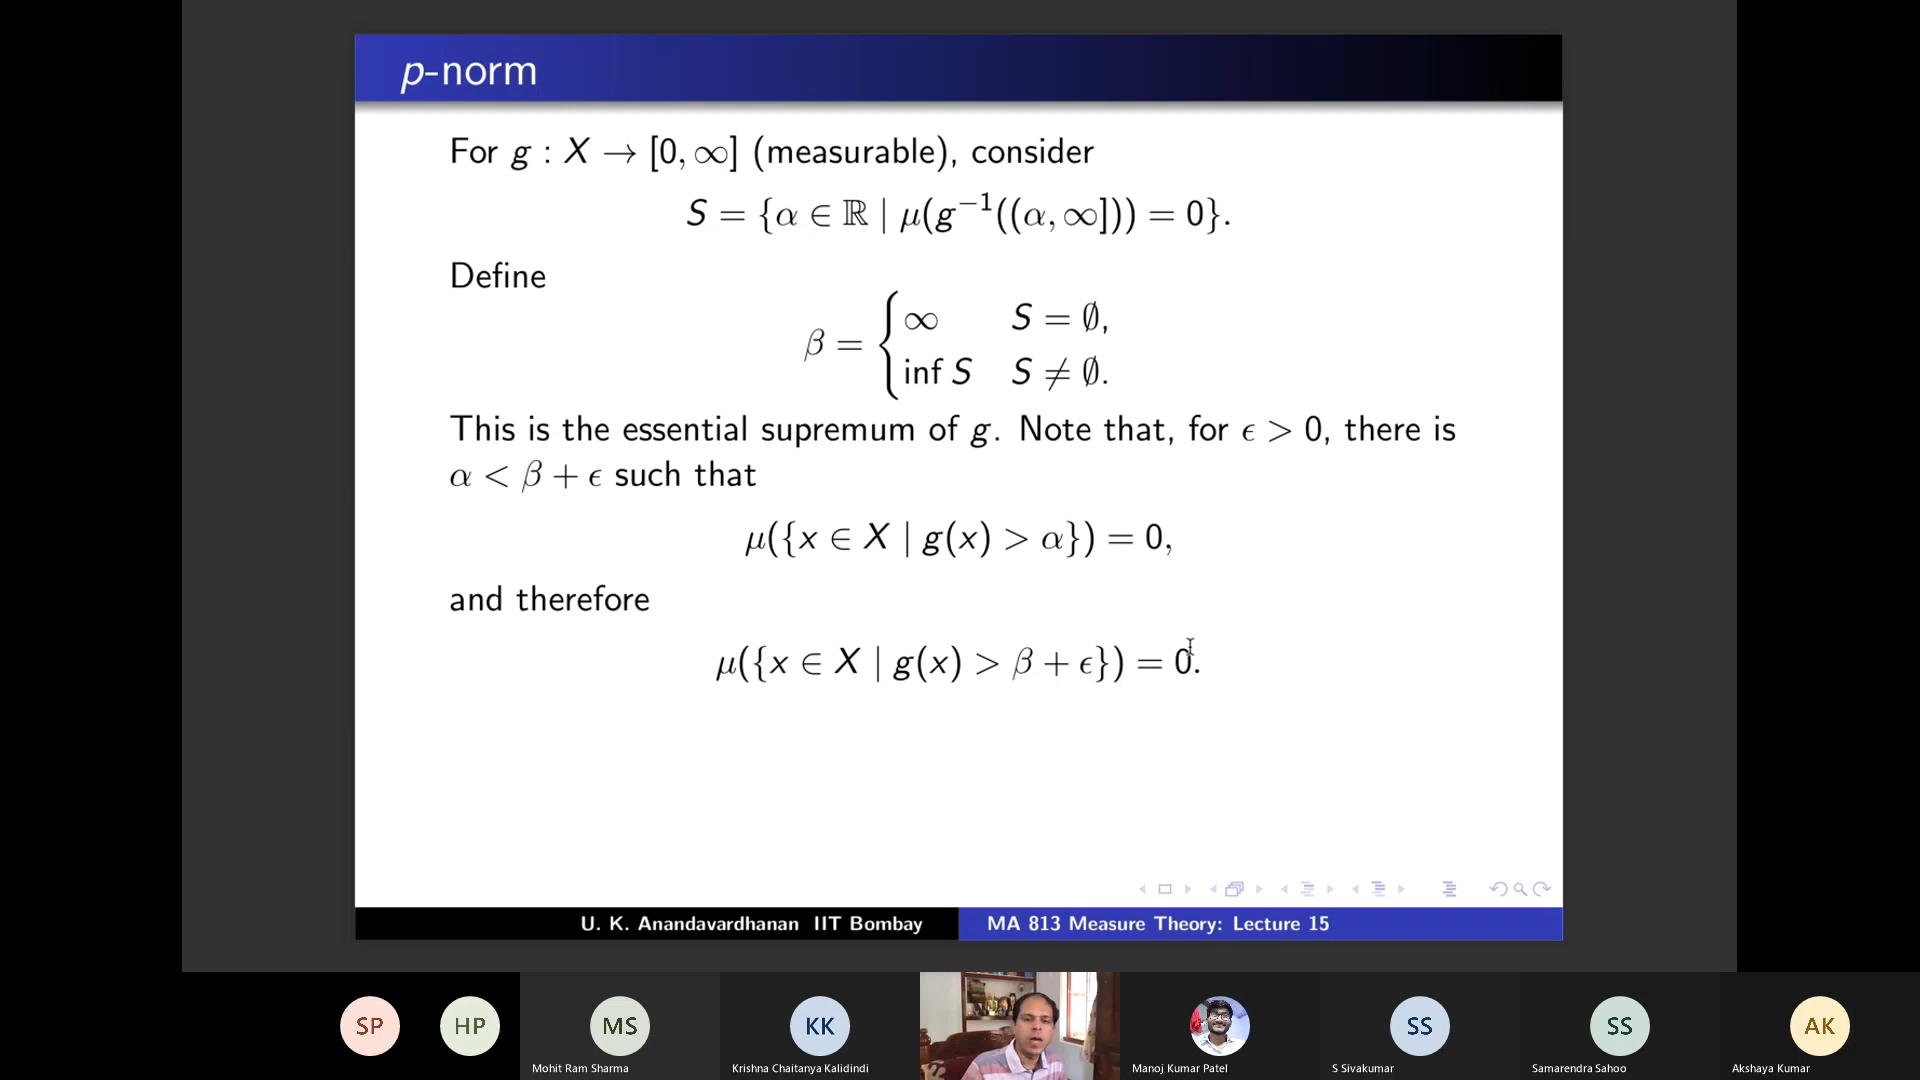 p-norm
For g : X → [0, ∞] (measurable), consider
S = {α ∈ ℝ | μ(g⁻¹((α, ∞])) = 0}.
Define
β = { ∞ S = ∅,
inf S S ≠ ∅.
This is the essential supremum of g. Note that, for ϵ > 0, there is
α < β + ϵ such that
μ({x ∈ X | g(x) > α}) = 0,
and therefore
μ({x ∈ X | g(x) > β + ϵ}) = 0.
U. K. Anandavardhanan IIT Bombay MA 813 Measure Theory: Lecture 15
SP HP MS KK SS SS AK
Mohit Ram Sharma Krishna Chaitanya Kalidindi Manoj Kumar Patel S Sivakumar Samarendra Sahoo Akshaya Kumar